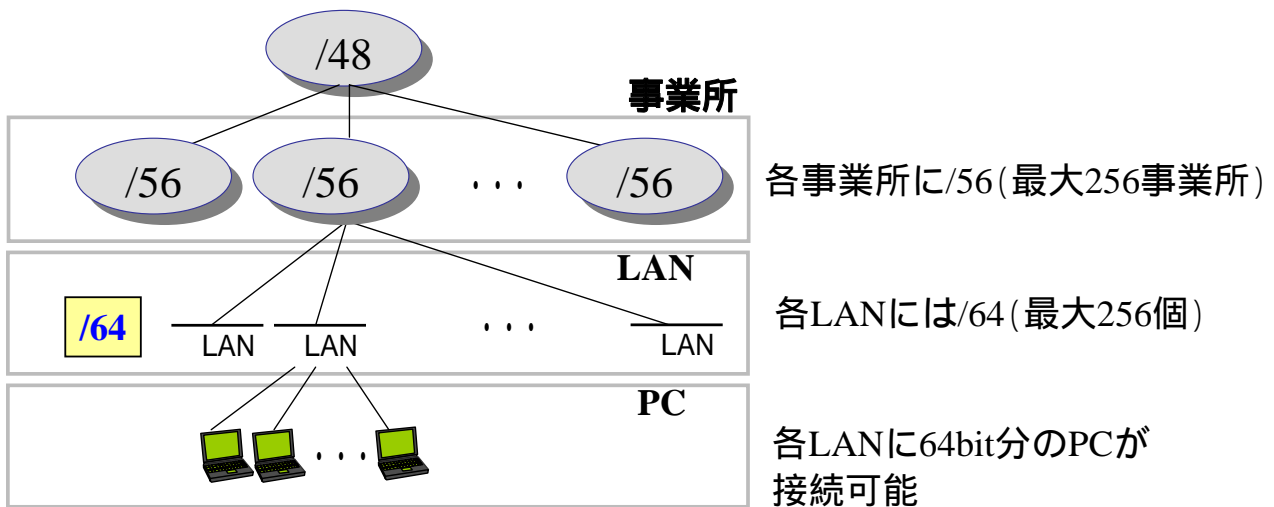 /48
事業所
/56 /56 ・・・ /56 各事業所に/56(最大256事業所)
LAN
/64 LAN LAN ・・・ LAN 各LANには/64(最大256個)
PC
・・・ 各LANに64bit分のPCが
接続可能